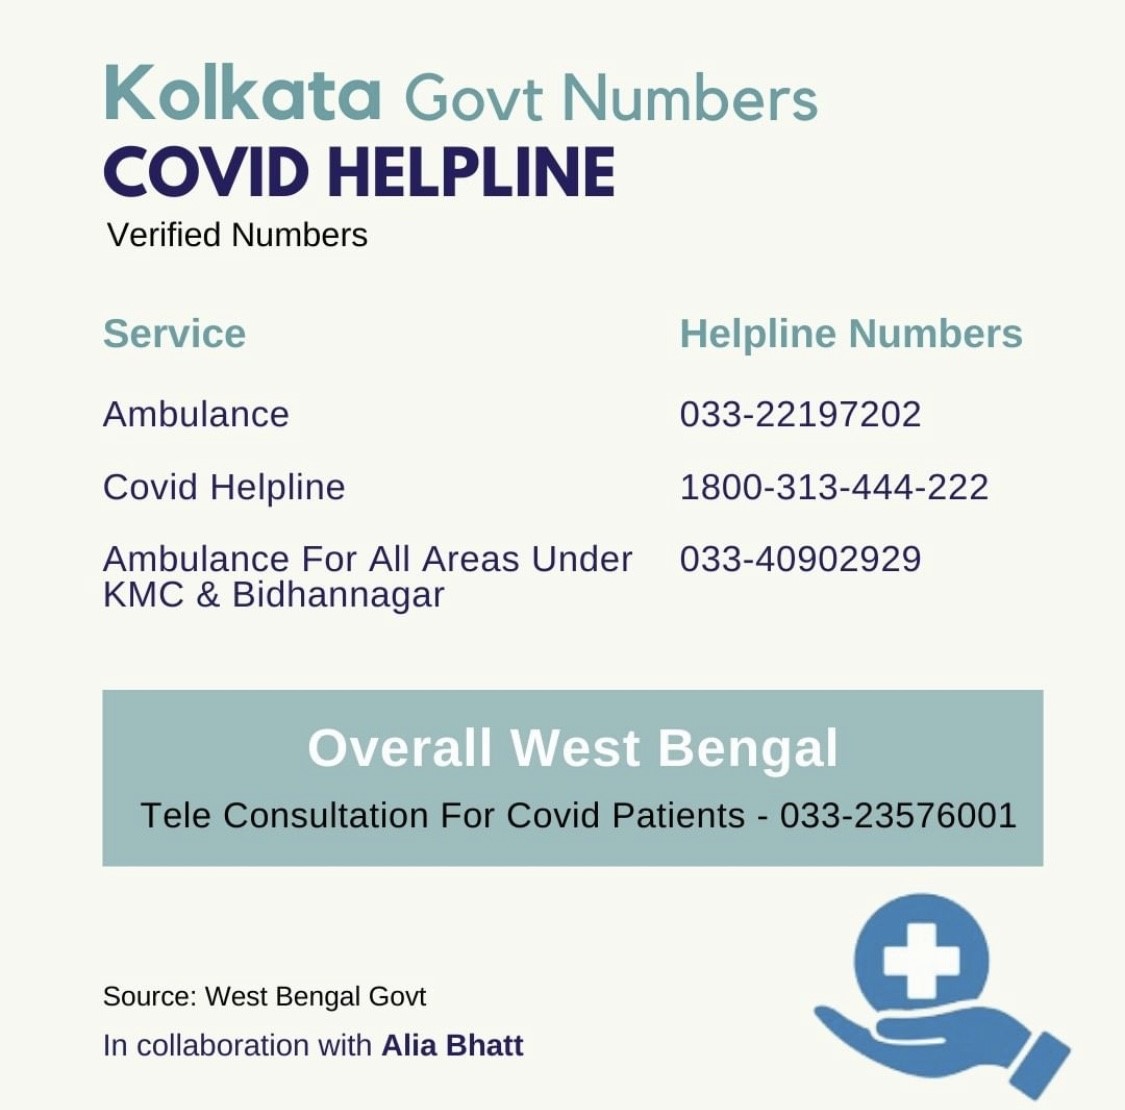 Kolkata Govt Numbers
COVID HELPLINE
Verified Numbers
Service Helpline Numbers
Ambulance 033-22197202
Covid Helpline 1800-313-444-222
Ambulance For All Areas Under 033-40902929
KMC & Bidhannagar
Overall West Bengal
Tele Consultation For Covid Patients - 033-23576001
Source: West Bengal Govt
In collaboration with Alia Bhatt